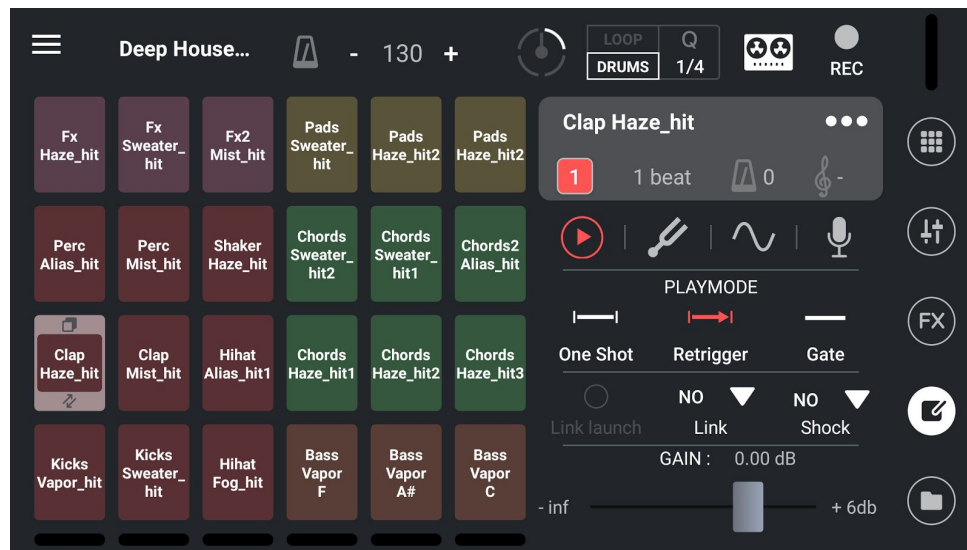 Deep House...
- 130 +
LOOP
DRUMS
Q
1/4
REC
Fx
Haze_hit
Fx
Sweater_
hit
Fx2
Mist_hit
Pads
Sweater_
hit
Pads
Haze_hit2
Pads
Haze_hit2
Perc
Alias_hit
Perc
Mist_hit
Shaker
Haze_hit
Chords
Sweater_
hit2
Chords
Sweater_
hit1
Chords2
Alias_hit
Clap
Haze_hit
Clap
Mist_hit
Hihat
Alias_hit1
Chords
Haze_hit1
Chords
Haze_hit2
Chords
Haze_hit3
Kicks
Vapor_hit
Kicks
Sweater_
hit
Hihat
Fog_hit
Bass
Vapor
F
Bass
Vapor
A#
Bass
Vapor
C
Clap Haze_hit
1 1 beat 0 -
PLAYMODE
One Shot Retrigger Gate
NO NO
Link launch Link Shock
GAIN : 0.00 dB
- inf + 6db
FX